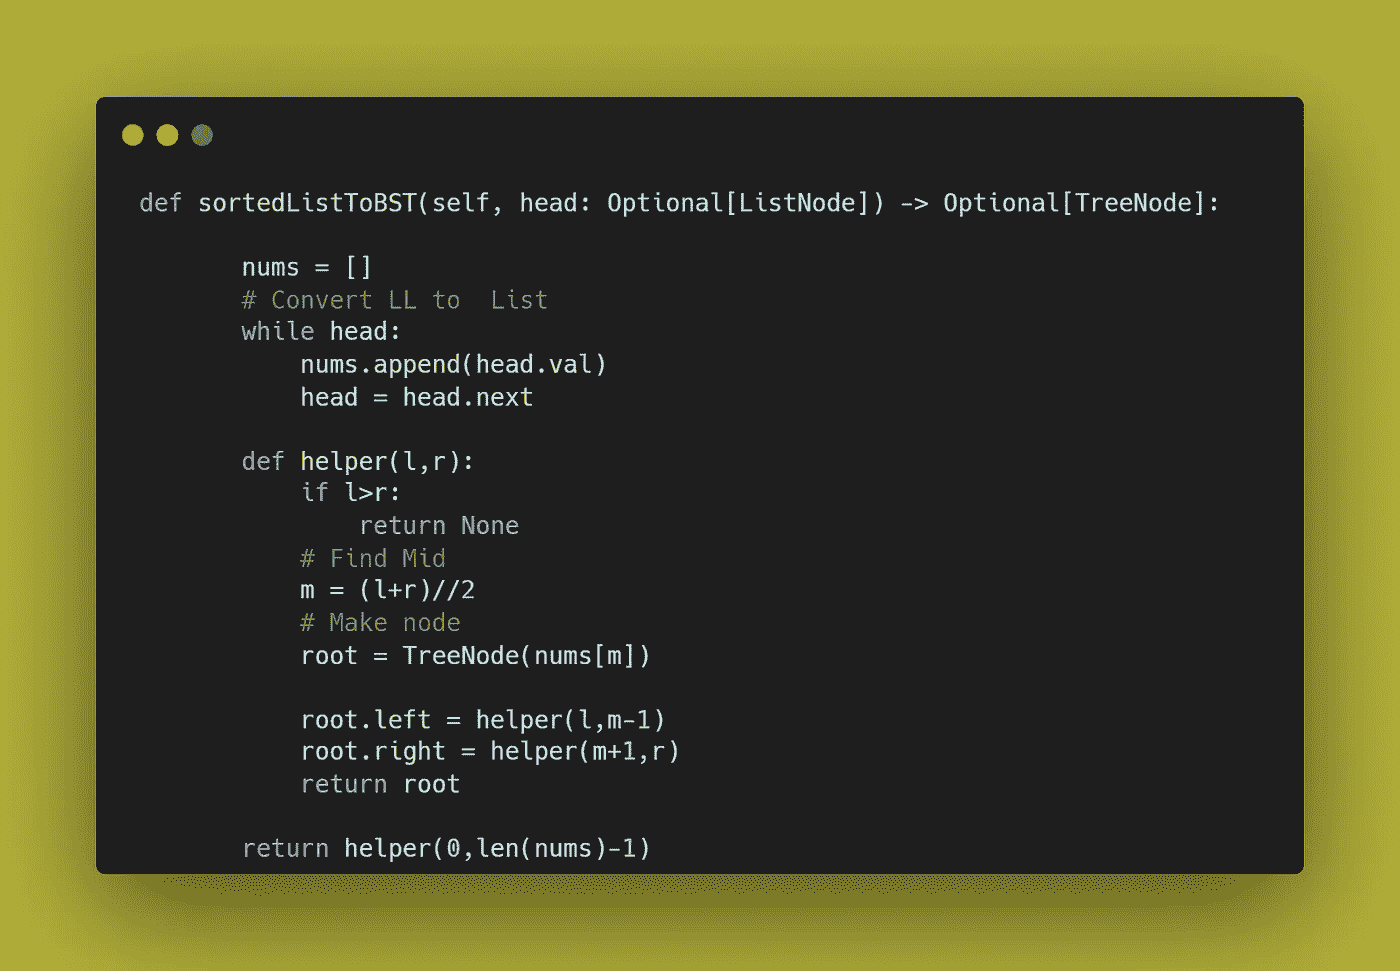 def sortedListToBST(self, head: Optional[ListNode]) -> Optional[TreeNode]:
nums = []
# Convert LL to  List
while head:
nums.append(head.val)
head = head.next
def helper(l,r):
if l>r:
return None
# Find Mid
m = (l+r)//2
# Make node
root = TreeNode(nums[m])
root.left = helper(l,m-1)
root.right = helper(m+1,r)
return root
return helper(0,len(nums)-1)